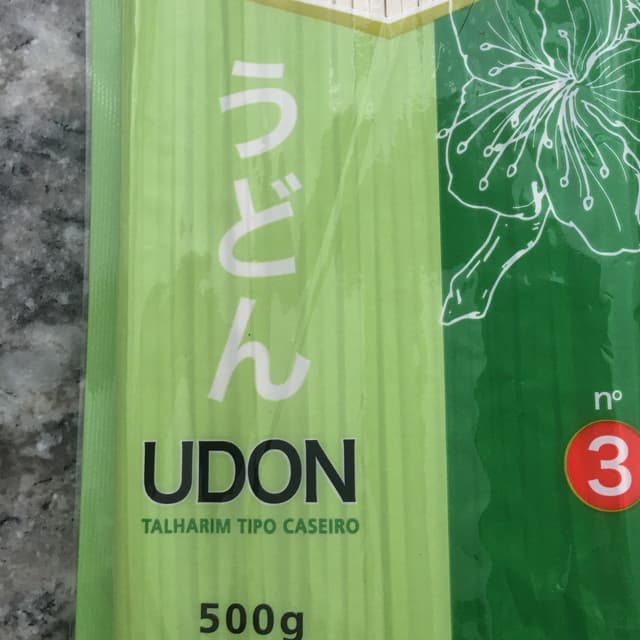 うどん
UDON
TALHARIM TIPO CASEIRO
500g
nº
3